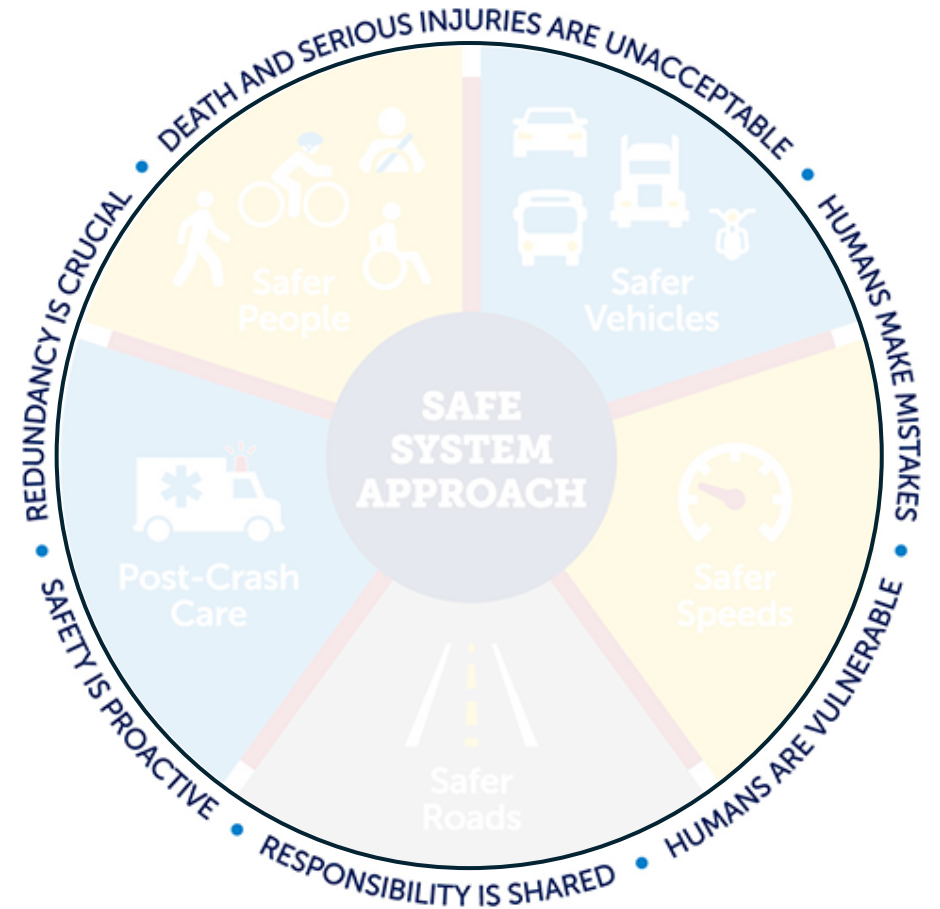 DEATH AND SERIOUS INJURIES ARE UNACCEPTABLE
HUMANS MAKE MISTAKES
HUMANS ARE VULNERABLE
RESPONSIBILITY IS SHARED
SAFETY IS PROACTIVE
REDUNDANCY IS CRUCIAL
Safer
People
Safer
Vehicles
SAFE
SYSTEM
APPROACH
Safer
Speeds
Safer
Roads
Post-Crash
Care